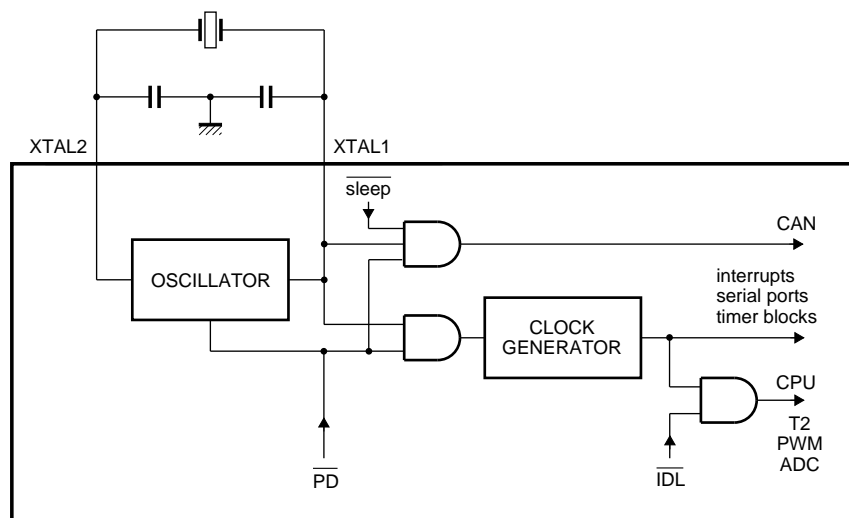 XTAL2
XTAL1
sleep
CAN
OSCILLATOR
interrupts
serial ports
timer blocks
CLOCK
GENERATOR
CPU
T2
PWM
ADC
PD
IDL